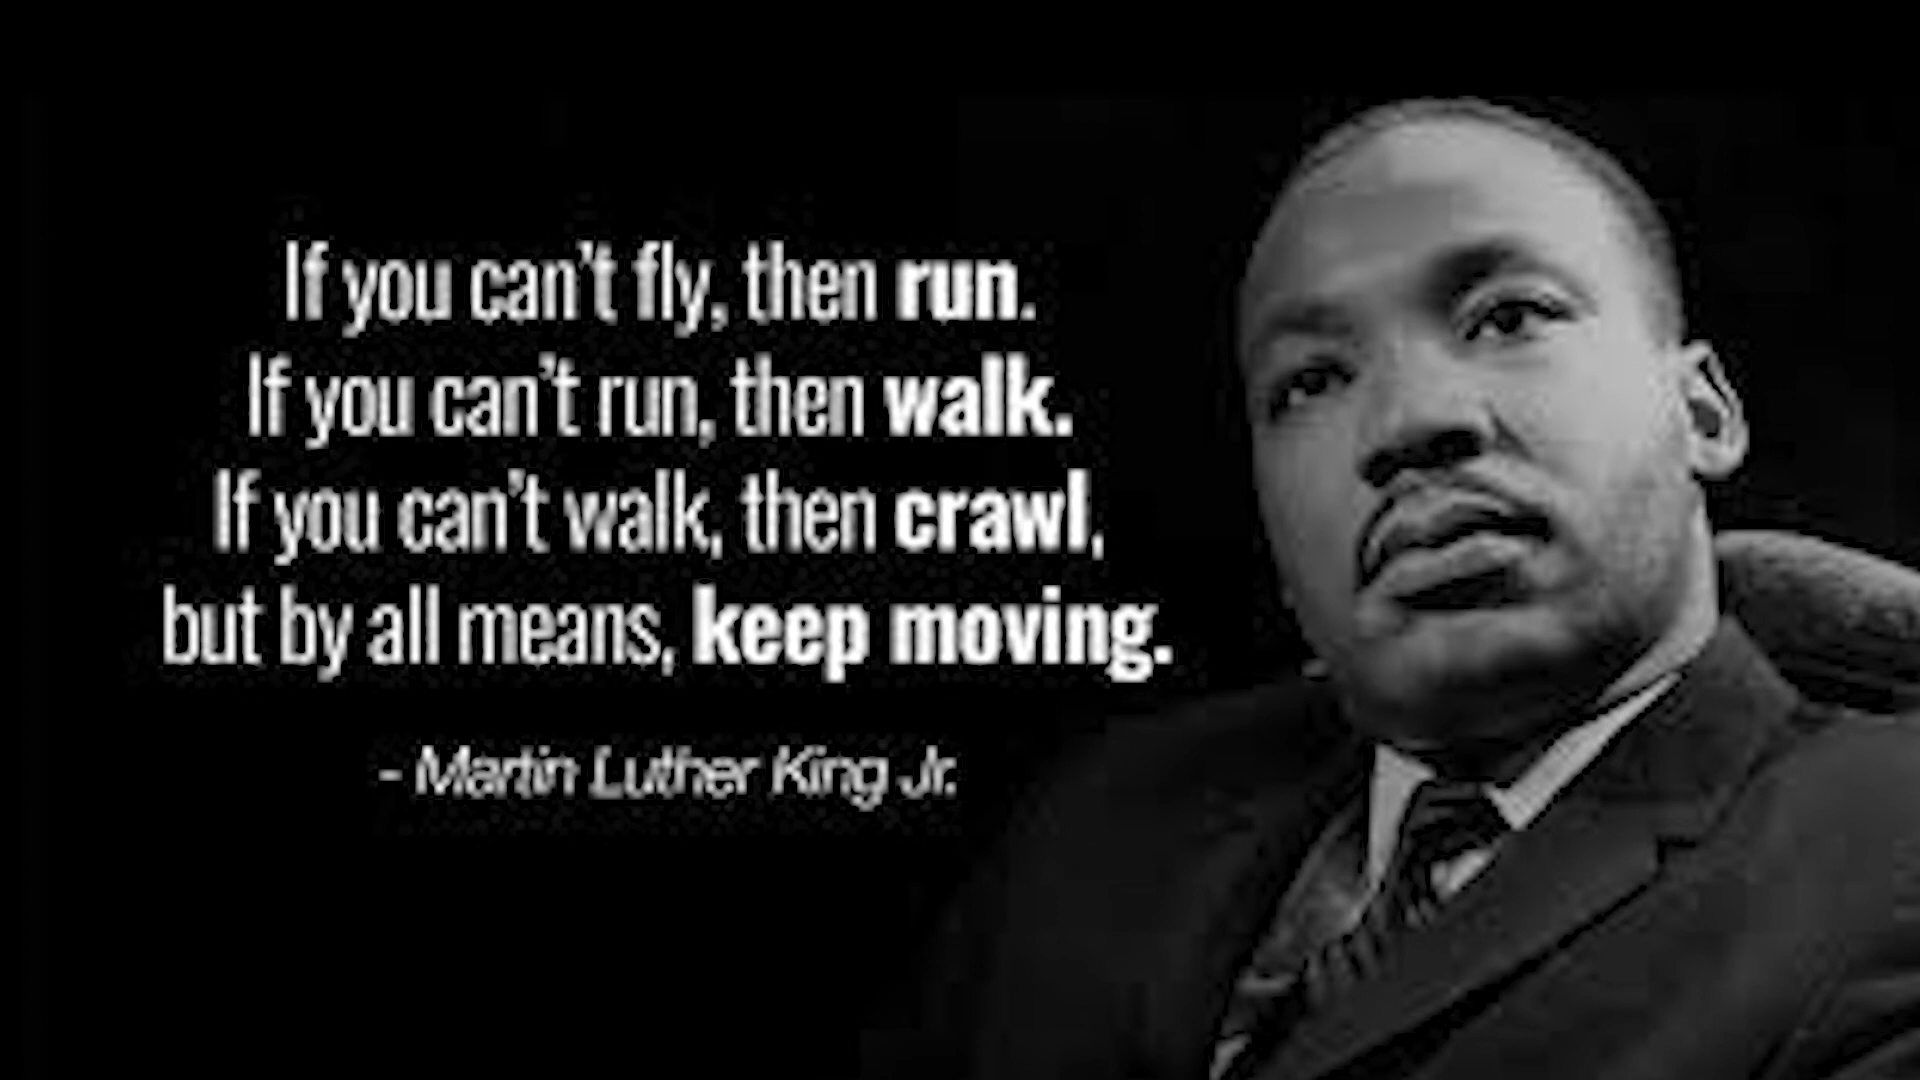 If you can't fly, then run.
If you can't run, then walk.
If you can't walk, then crawl,
but by all means, keep moving.
- Martin Luther King Jr.